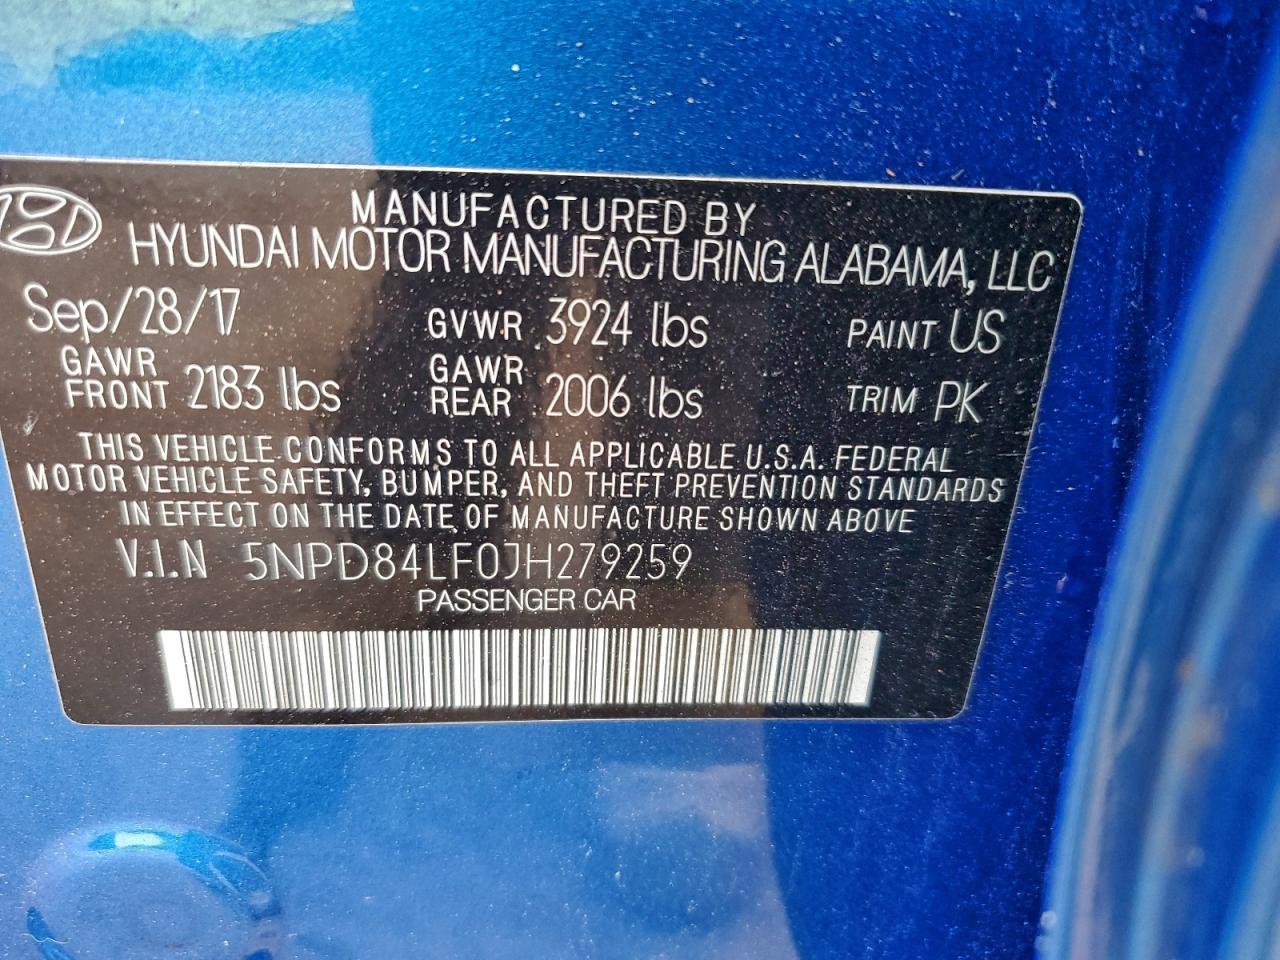 MANUFACTURED BY
HYUNDAI MOTOR MANUFACTURING ALABAMA, LLC
Sep/28/17 GVWR 3924 lbs PAINT US
GAWR FRONT 2183 lbs GAWR REAR 2006 lbs TRIM PK
THIS VEHICLE CONFORMS TO ALL APPLICABLE U.S.A. FEDERAL
MOTOR VEHICLE SAFETY, BUMPER, AND THEFT PREVENTION STANDARDS
IN EFFECT ON THE DATE OF MANUFACTURE SHOWN ABOVE
V.I.N 5NPD84LF0JH279259
PASSENGER CAR